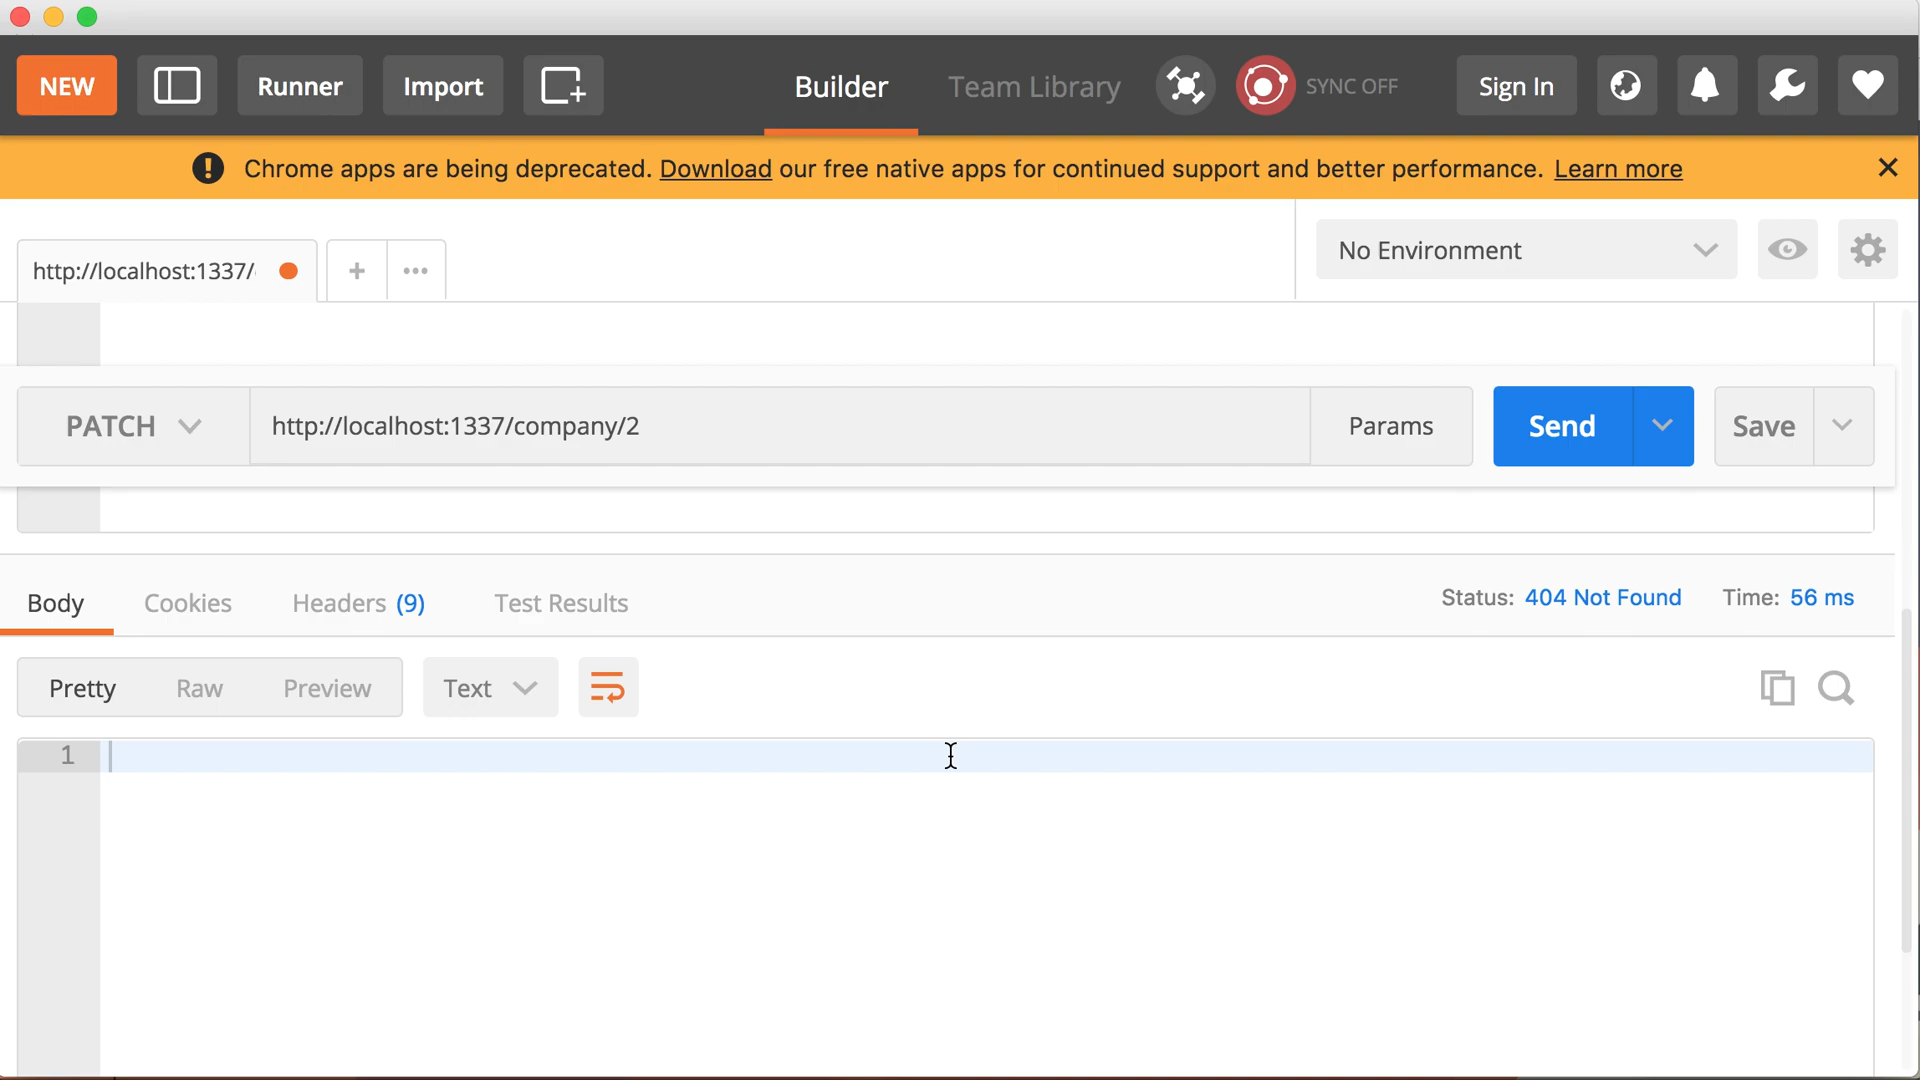 NEW Runner Import Builder Team Library SYNC OFF Sign In
! Chrome apps are being deprecated. Download our free native apps for continued support and better performance. Learn more
No Environment
http://localhost:1337/
PATCH http://localhost:1337/company/2 Params Send Save
Body Cookies Headers (9) Test Results Status: 404 Not Found Time: 56 ms
Pretty Raw Preview Text
1